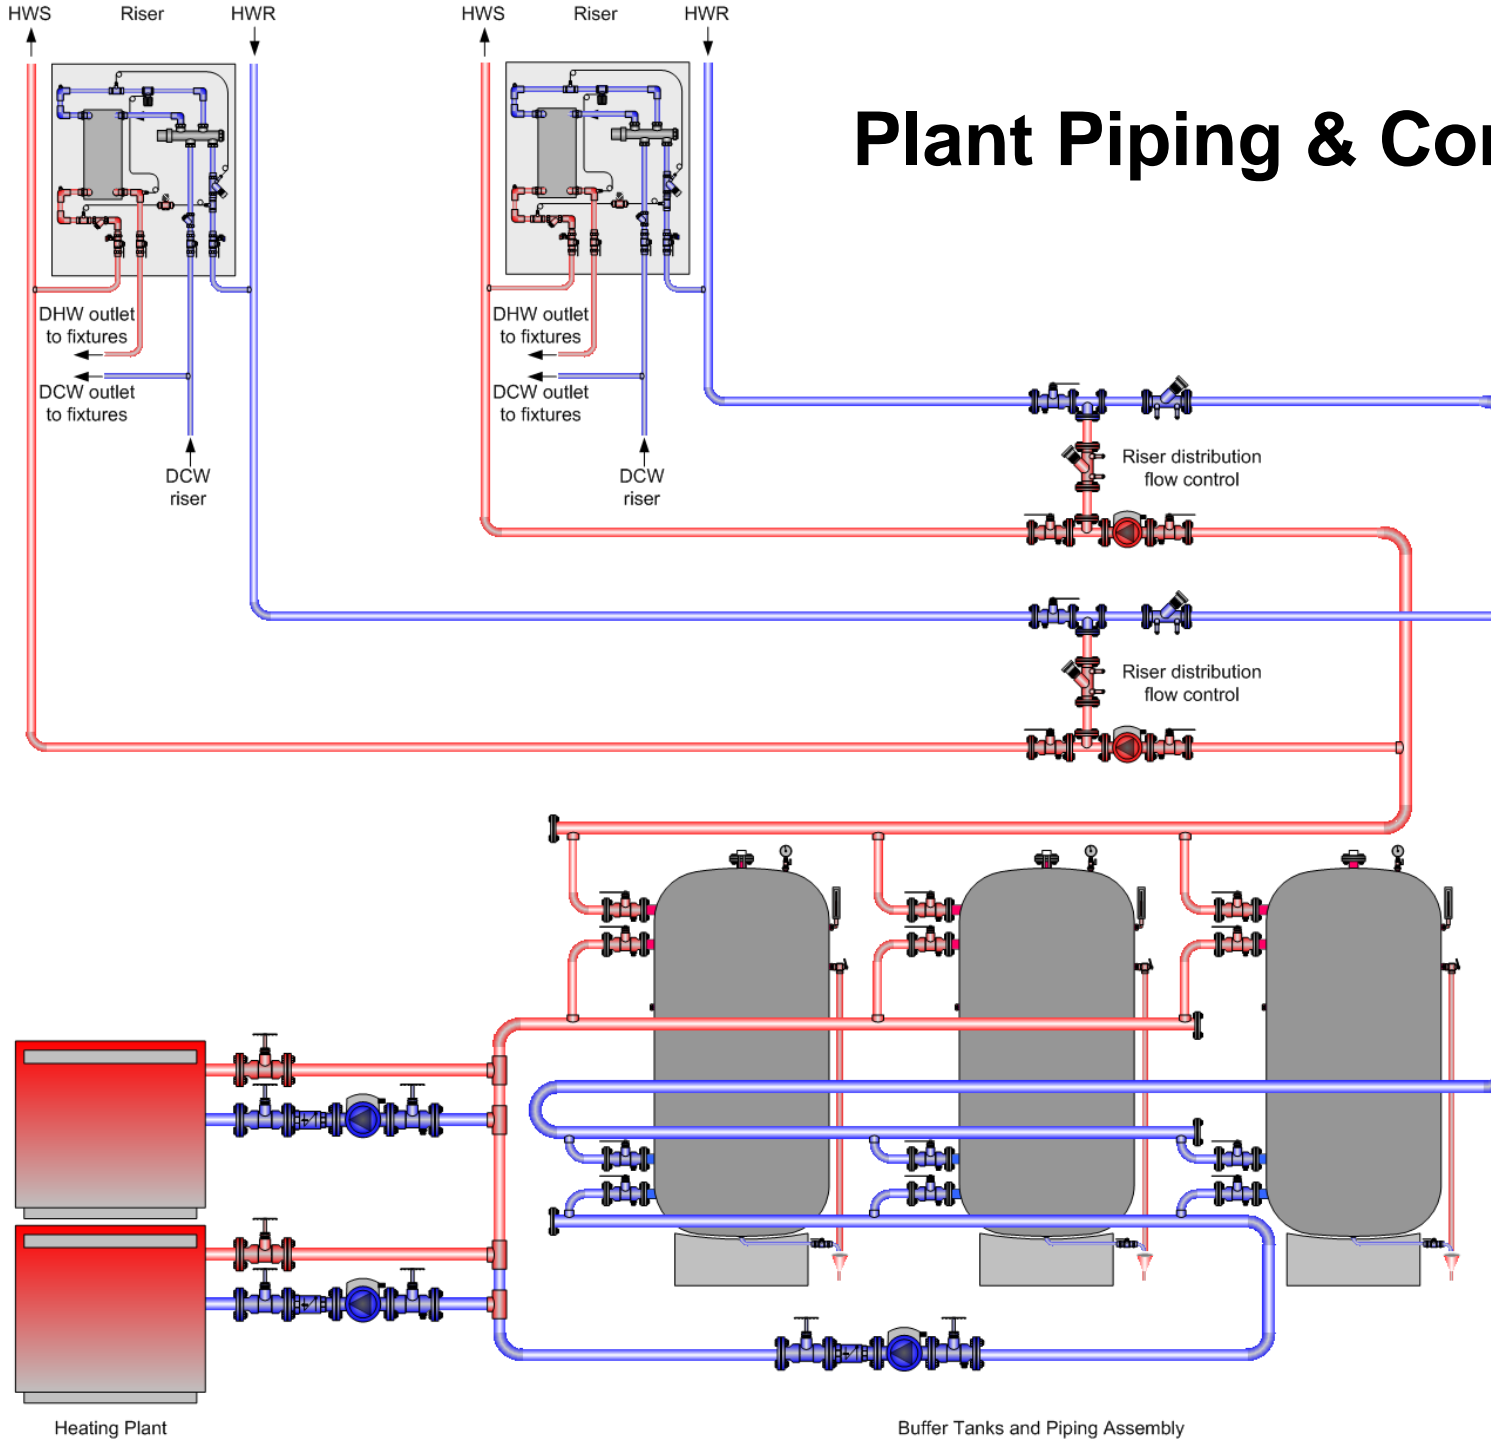 HWS
Riser
HWR
HWS
Riser
HWR
Plant Piping & Con
DHW outlet
to fixtures
DCW outlet
to fixtures
DCW
riser
DHW outlet
to fixtures
DCW outlet
to fixtures
DCW
riser
Riser distribution
flow control
Riser distribution
flow control
Heating Plant
Buffer Tanks and Piping Assembly